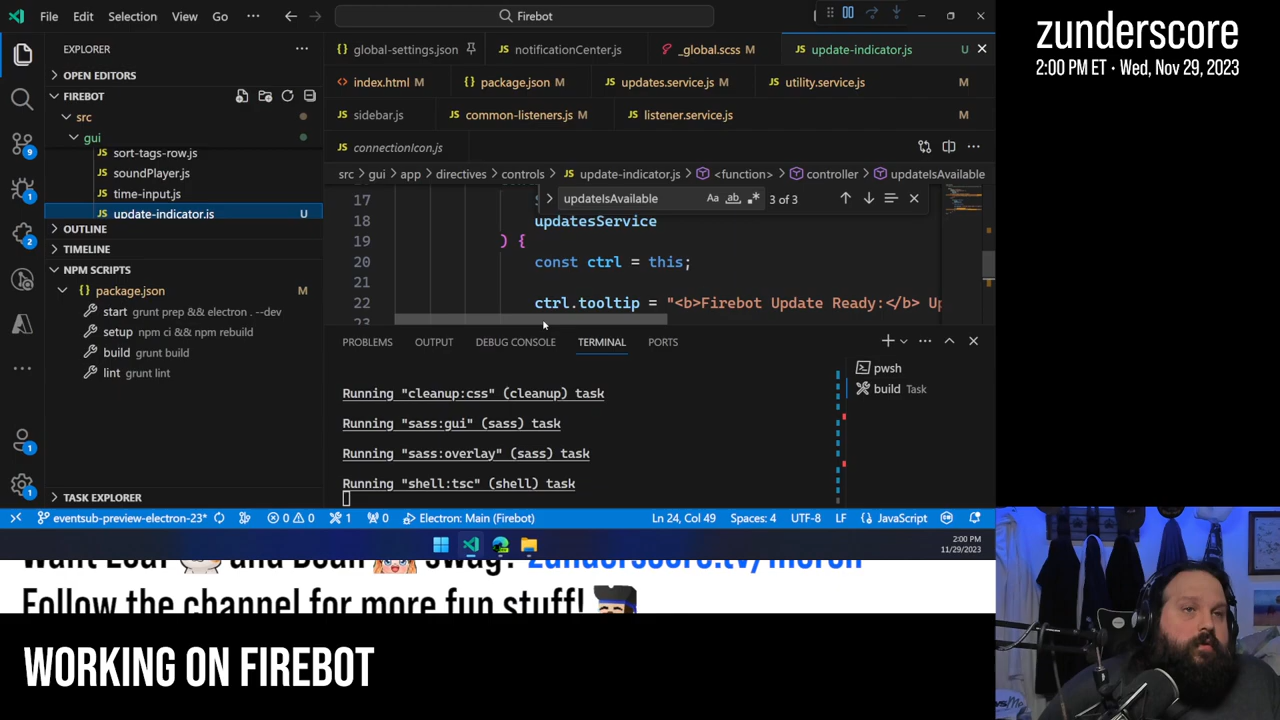 File Edit Selection View Go ··· Firebot
EXPLORER
OPEN EDITORS
FIREBOT
src
gui
sort-tags-row.js
soundPlayer.js
time-input.js
update-indicator.js U
OUTLINE
TIMELINE
NPM SCRIPTS
package.json M
start grunt prep && electron . --dev
setup npm ci && npm rebuild
build grunt build
lint grunt lint
TASK EXPLORER
9
2
1
1
global-settings.json notificationCenter.js _global.scss M update-indicator.js U
index.html M package.json M updates.service.js M utility.service.js M
sidebar.js common-listeners.js M listener.service.js M
connectionIcon.js
src > gui > app > directives > controls > update-indicator.js > <function> > controller > updateIsAvailable
updateIsAvailable Aa ab .* 3 of 3
17
18 updatesService
19 ) {
20 const ctrl = this;
21
22 ctrl.tooltip = "<b>Firebot Update Ready:</b> Up
23
PROBLEMS OUTPUT DEBUG CONSOLE TERMINAL PORTS
Running "cleanup:css" (cleanup) task
Running "sass:gui" (sass) task
Running "sass:overlay" (sass) task
Running "shell:tsc" (shell) task
pwsh
build Task
eventsub-preview-electron-23* 0 0 1 0 Electron: Main (Firebot) Ln 24, Col 49 Spaces: 4 UTF-8 LF JavaScript
2:00 PM
11/29/2023
zunderscore
2:00 PM ET · Wed, Nov 29, 2023
Follow the channel for more fun stuff!
WORKING ON FIREBOT